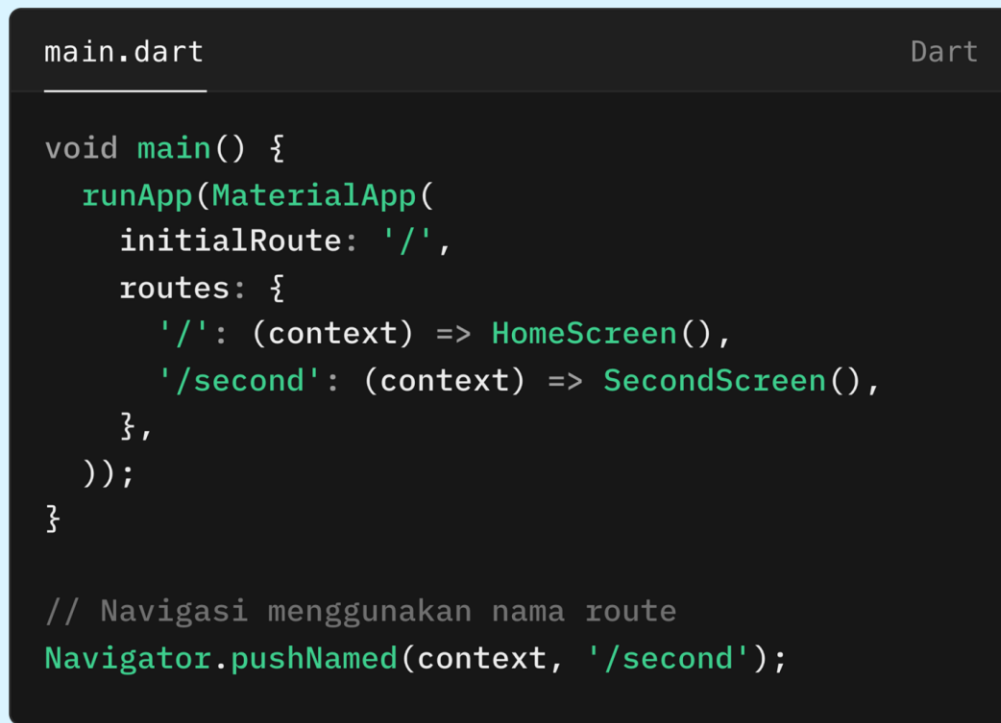 main.dart
Dart
void main() {
  runApp(MaterialApp(
    initialRoute: '/',
    routes: {
      '/': (context) => HomeScreen(),
      '/second': (context) => SecondScreen(),
    },
  ));
}

// Navigasi menggunakan nama route
Navigator.pushNamed(context, '/second');